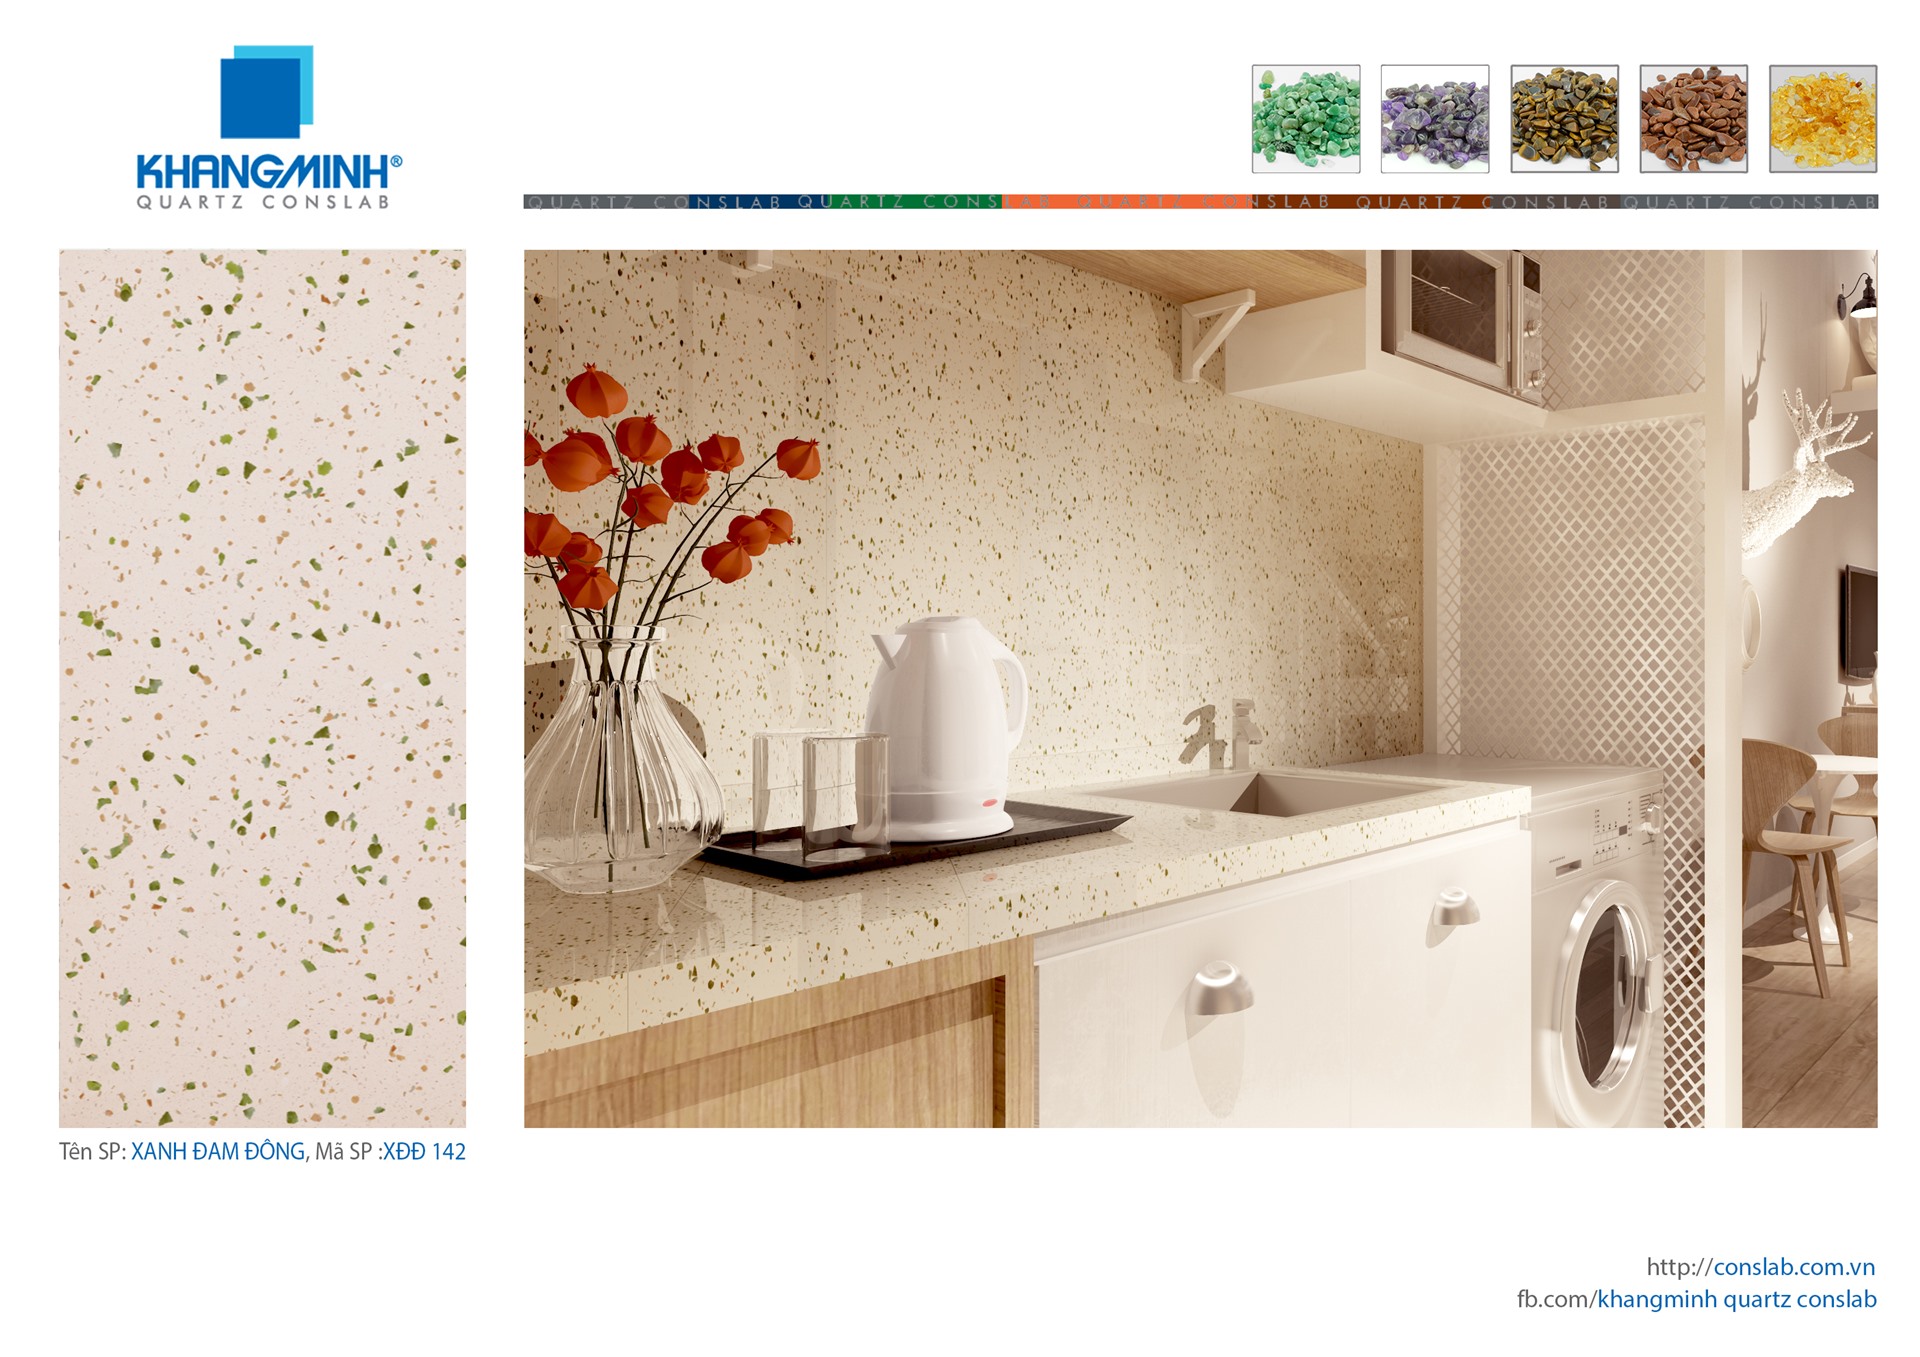 KHANGMINH®
QUARTZ CONSLAB
QUARTZ CONSLAB QUARTZ CONSLAB QUARTZ CONSLAB QUARTZ CONSLAB QUARTZ CONSLAB
Tên SP: XANH ĐAM ĐÔNG, Mã SP :XĐĐ 142
http://conslab.com.vn
fb.com/khangminh quartz conslab